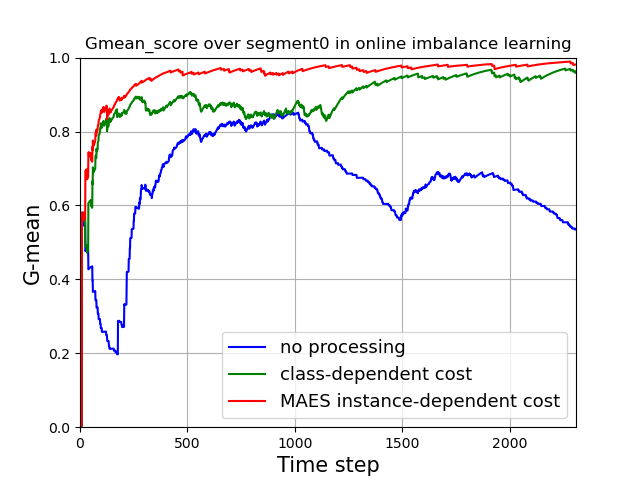 Gmean_score over segment0 in online imbalance learning
1.0
0.8
0.6
0.4
0.2
0.0
G-mean
no processing
class-dependent cost
MAES instance-dependent cost
0 500 1000 1500 2000
Time step